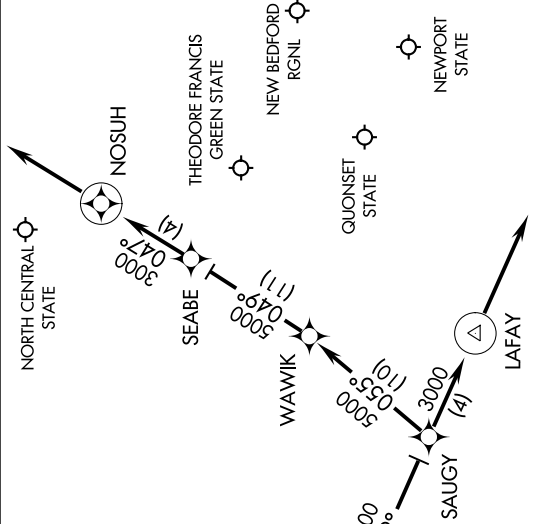 NEW BEDFORD
RGNL
NEWPORT
STATE
THEODORE FRANCIS
GREEN STATE
NOSUH
QUONSET
STATE
NORTH CENTRAL
STATE
3000
047°
(4)
SEABE
5000
049°
(11)
WAWIK
5000
055°
(10)
3000
(4)
LAFAY
SAUGY